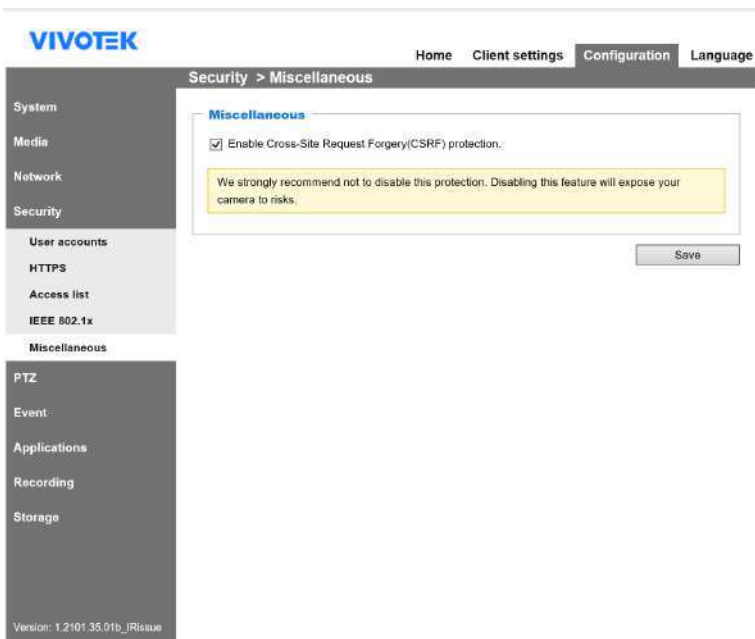 VIVOTEK
Home Client settings Configuration Language
Security > Miscellaneous
System
Media
Network
Security
User accounts
HTTPS
Access list
IEEE 802.1x
Miscellaneous
PTZ
Event
Applications
Recording
Storage
Version: 1.2101.35.01b_IRissue
Miscellaneous
Enable Cross-Site Request Forgery(CSRF) protection.
We strongly recommend not to disable this protection. Disabling this feature will expose your
camera to risks.
Save